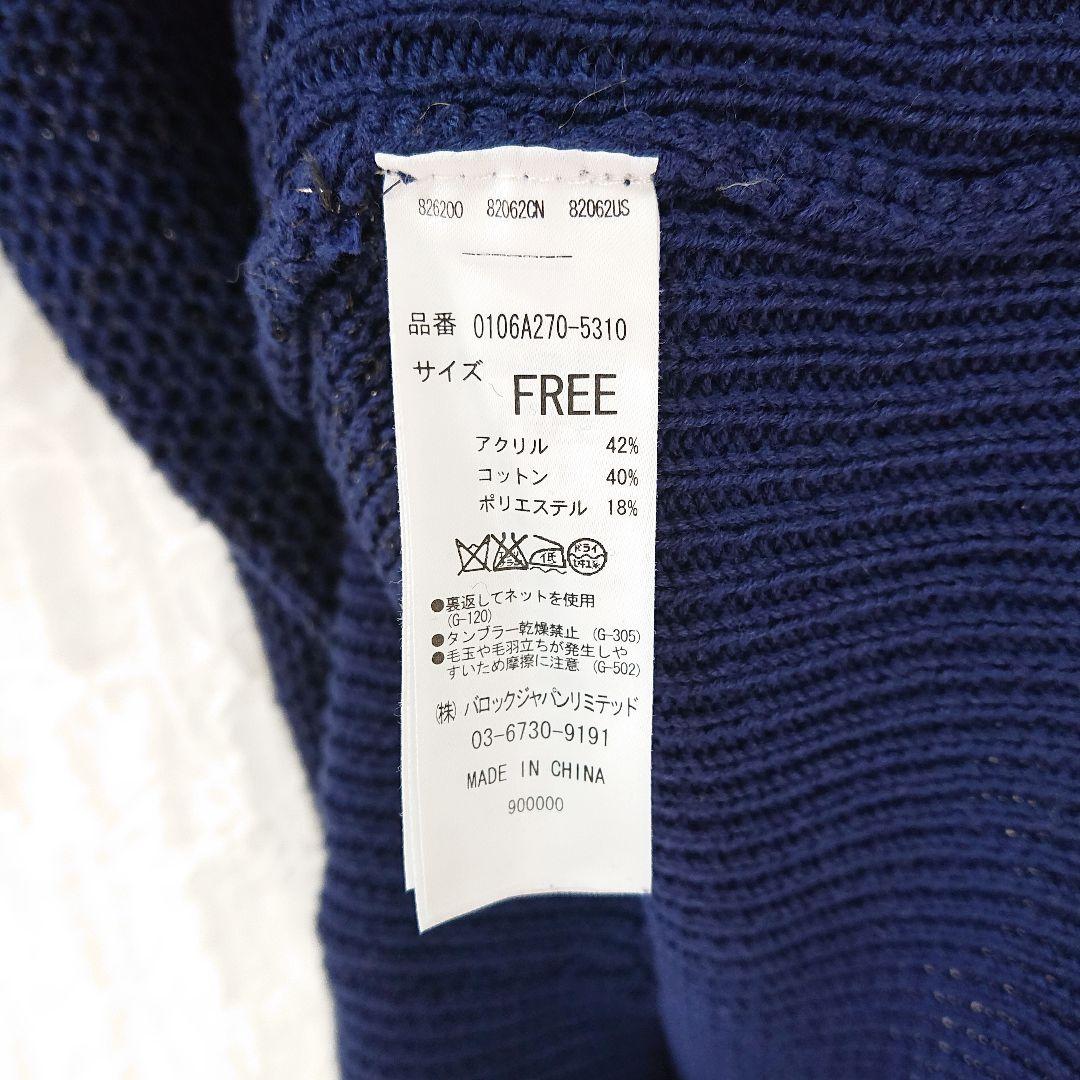 826200 82062CN 82062US
品番 0106A270-5310
サイズ FREE
アクリル 42%
コットン 40%
ポリエステル 18%
低 ドライ
●裏返してネットを使用
(G-120)
●タンブラー乾燥禁止 (G-305)
●毛玉や毛羽立ちが発生しや
すいため摩擦に注意 (G-502)
(株)バロックジャパンリミテッド
03-6730-9191
MADE IN CHINA
900000